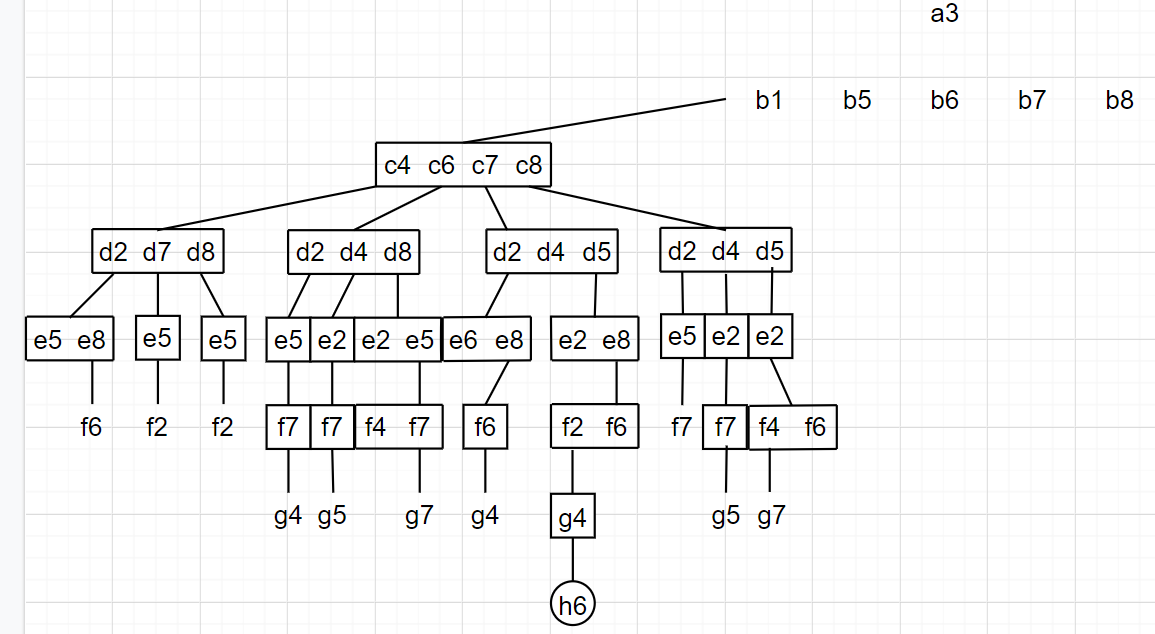 a3
b1 b5 b6 b7 b8
c4 c6 c7 c8
d2 d7 d8 d2 d4 d8 d2 d4 d5 d2 d4 d5
e5 e8 e5 e5 e5 e2 e2 e5 e6 e8 e2 e8 e5 e2 e2
f6 f2 f2 f7 f7 f4 f7 f6 f2 f6 f7 f7 f4 f6
g4 g5 g7 g4 g4 g5 g7
h6